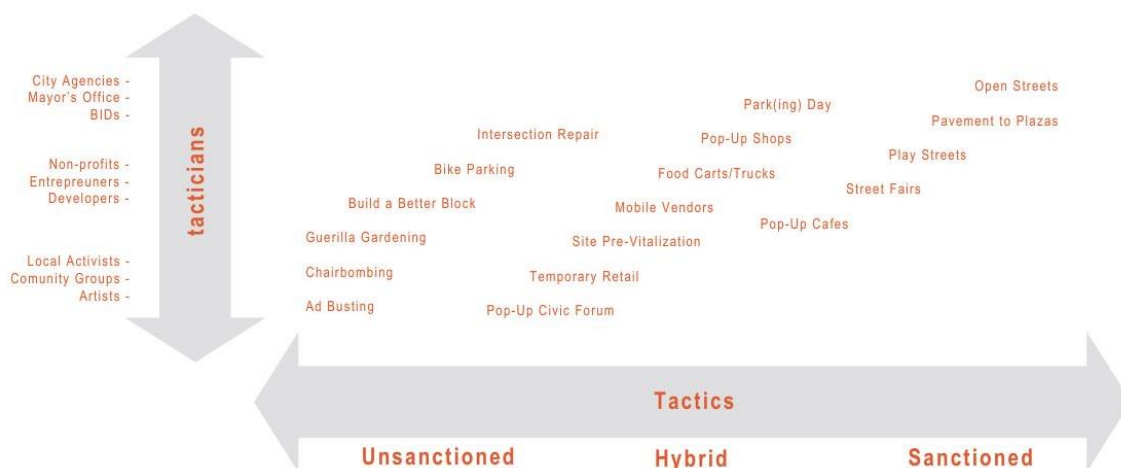 City Agencies -
Mayor's Office -
BIDs -
Non-profits -
Entrepreuners -
Developers -
Local Activists -
Comunity Groups -
Artists -
tacticians
Open Streets
Park(ing) Day
Pavement to Plazas
Intersection Repair
Pop-Up Shops
Play Streets
Bike Parking
Food Carts/Trucks
Street Fairs
Build a Better Block
Mobile Vendors
Pop-Up Cafes
Guerilla Gardening
Site Pre-Vitalization
Chairbombing
Temporary Retail
Ad Busting
Pop-Up Civic Forum
Tactics
Unsanctioned
Hybrid
Sanctioned